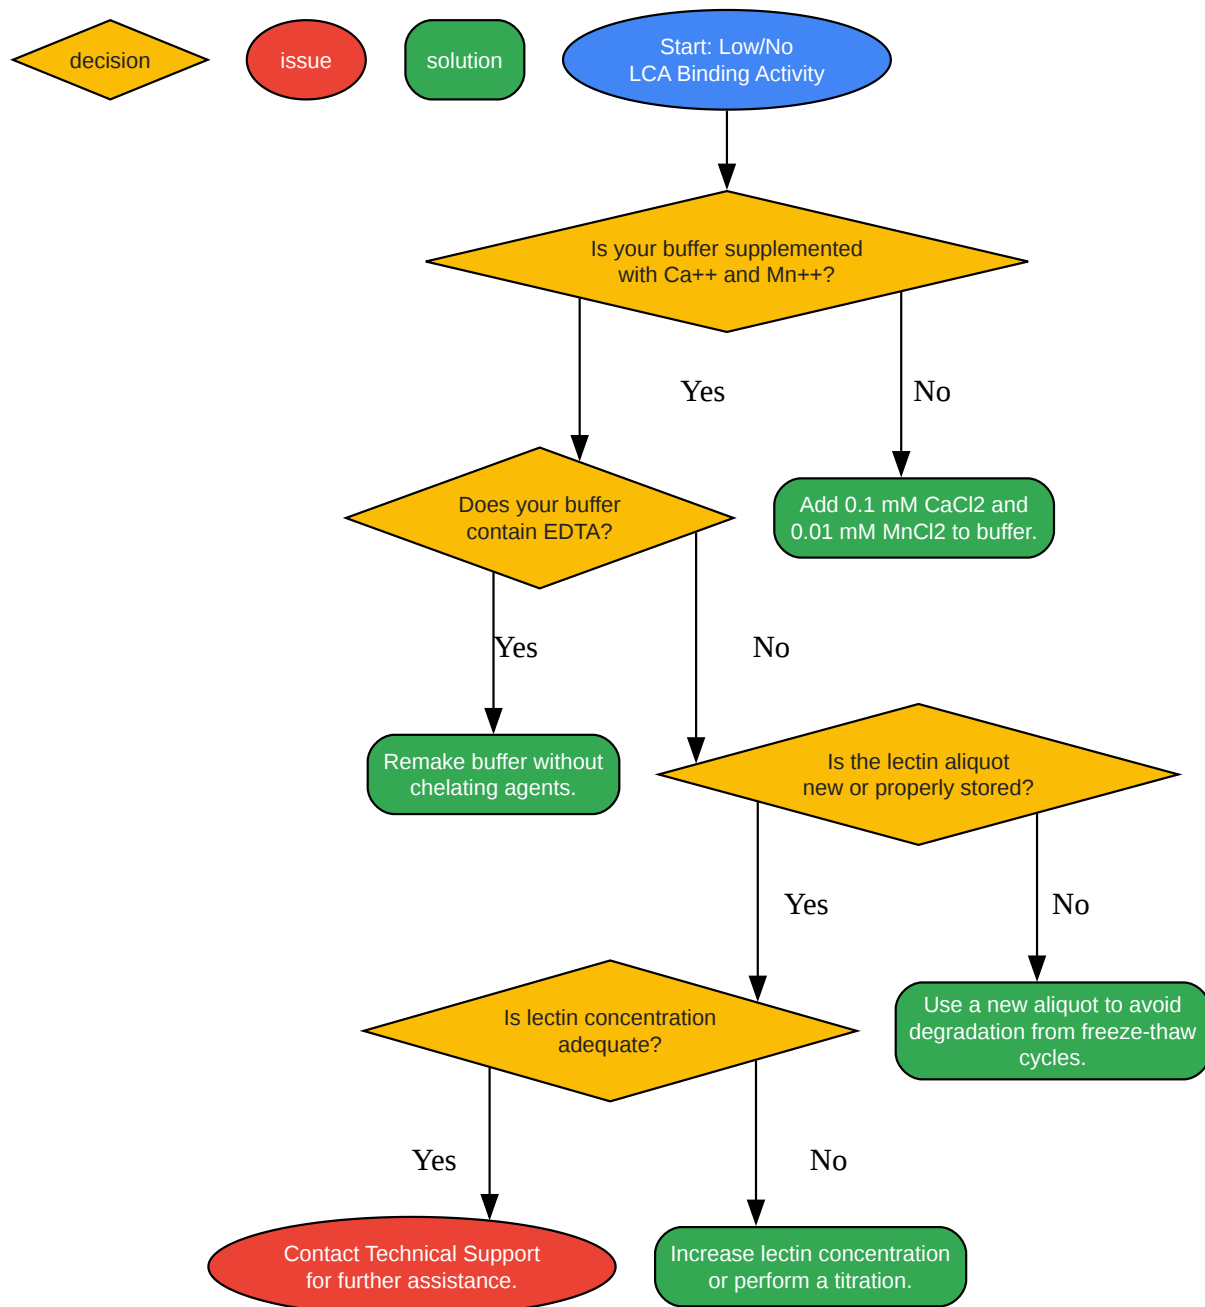 decision
issue
solution
Start: Low/No
LCA Binding Activity
Is your buffer supplemented
with Ca++ and Mn++?
Yes
No
Does your buffer
contain EDTA?
Add 0.1 mM CaCl2 and
0.01 mM MnCl2 to buffer.
Yes
No
Remake buffer without
chelating agents.
Is the lectin aliquot
new or properly stored?
Yes
No
Is lectin concentration
adequate?
Use a new aliquot to avoid
degradation from freeze-thaw
cycles.
Yes
No
Contact Technical Support
for further assistance.
Increase lectin concentration
or perform a titration.